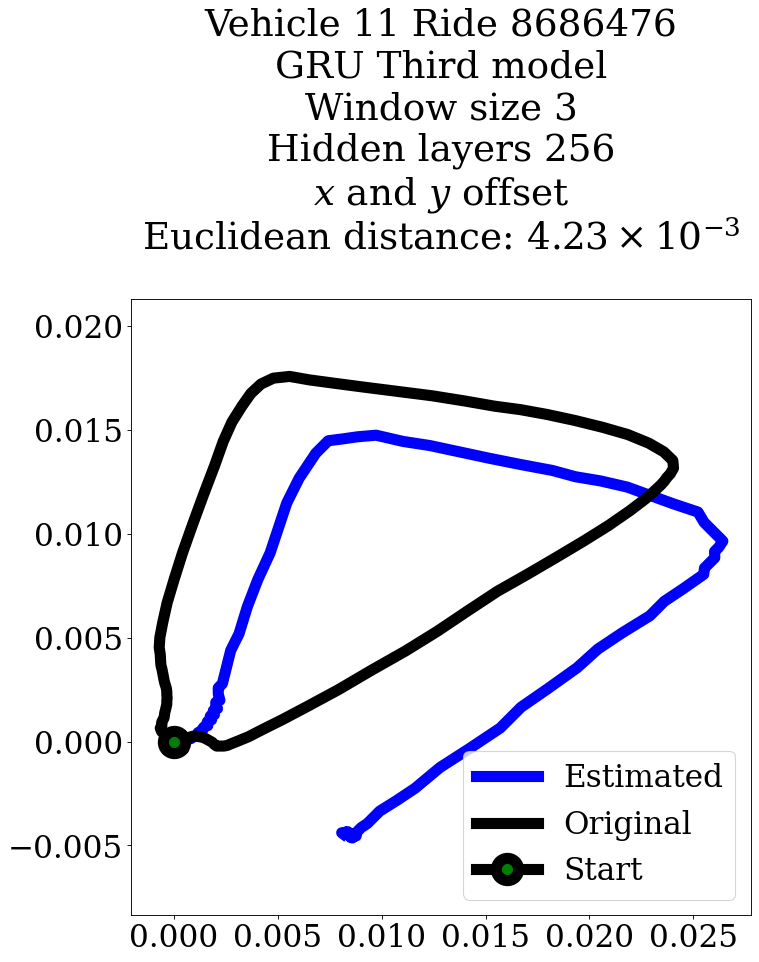 Vehicle 11 Ride 8686476
GRU Third model
Window size 3
Hidden layers 256
x and y offset
Euclidean distance: 4.23 × 10⁻³
0.020
0.015
0.010
0.005
0.000
−0.005
Estimated
Original
Start
0.000 0.005 0.010 0.015 0.020 0.025